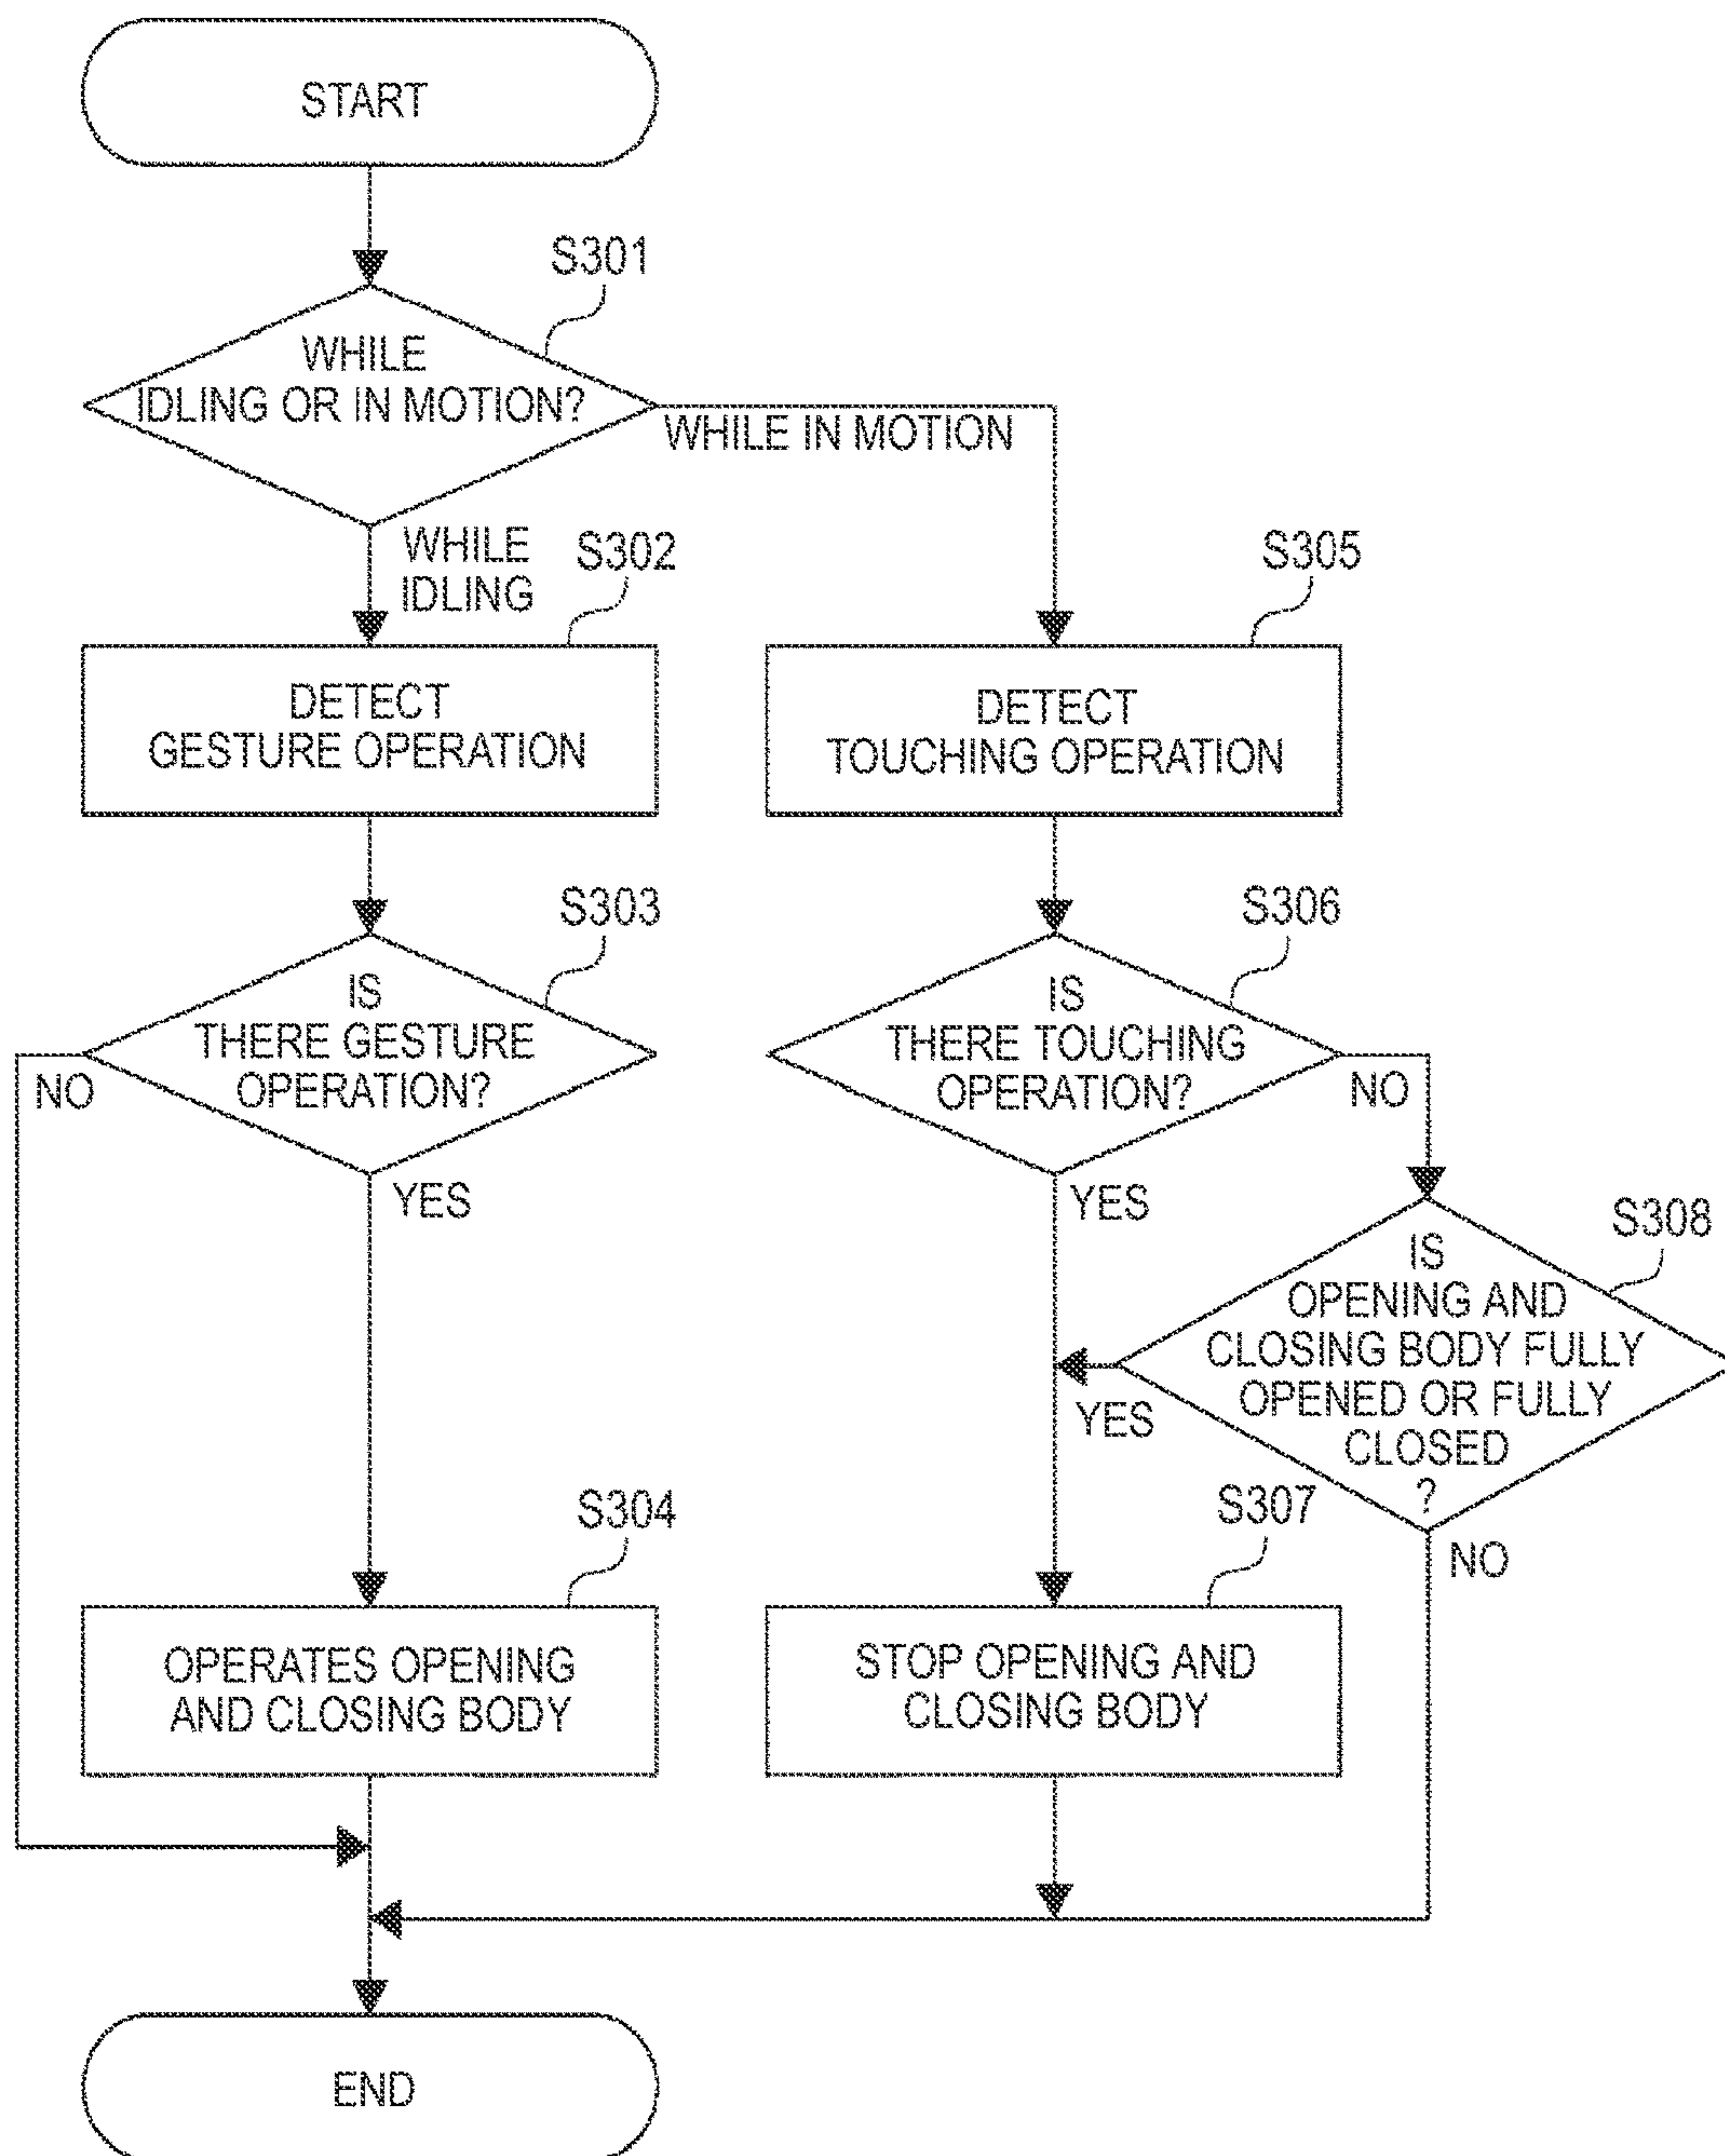 START
S301
WHILE
IDLING OR IN MOTION?
WHILE IN MOTION
WHILE
IDLING
S302
S305
DETECT
GESTURE OPERATION
DETECT
TOUCHING OPERATION
S303
S306
IS
THERE GESTURE
OPERATION?
NO
YES
IS
THERE TOUCHING
OPERATION?
NO
YES
S308
IS
OPENING AND
CLOSING BODY FULLY
OPENED OR FULLY
CLOSED
?
YES
NO
S304
S307
OPERATES OPENING
AND CLOSING BODY
STOP OPENING AND
CLOSING BODY
END